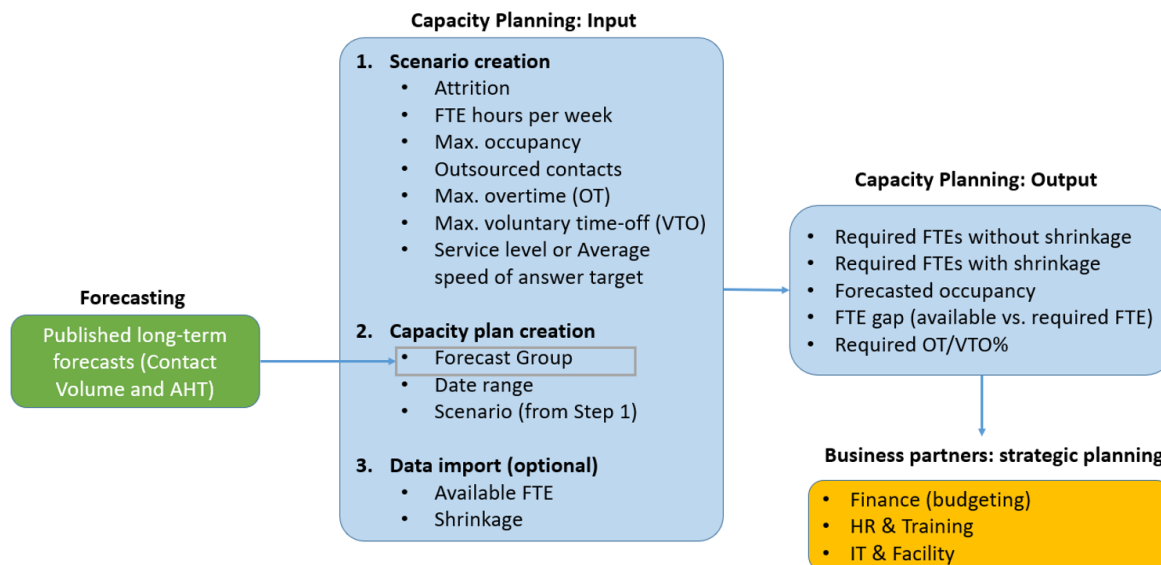 Capacity Planning: Input
1. Scenario creation
• Attrition
• FTE hours per week
• Max. occupancy
• Outsourced contacts
• Max. overtime (OT)
• Max. voluntary time-off (VTO)
• Service level or Average
speed of answer target
Forecasting
Published long-term
forecasts (Contact
Volume and AHT)
2. Capacity plan creation
• Forecast Group
• Date range
• Scenario (from Step 1)
3. Data import (optional)
• Available FTE
• Shrinkage
Capacity Planning: Output
• Required FTEs without shrinkage
• Required FTEs with shrinkage
• Forecasted occupancy
• FTE gap (available vs. required FTE)
• Required OT/VTO%
Business partners: strategic planning
• Finance (budgeting)
• HR & Training
• IT & Facility